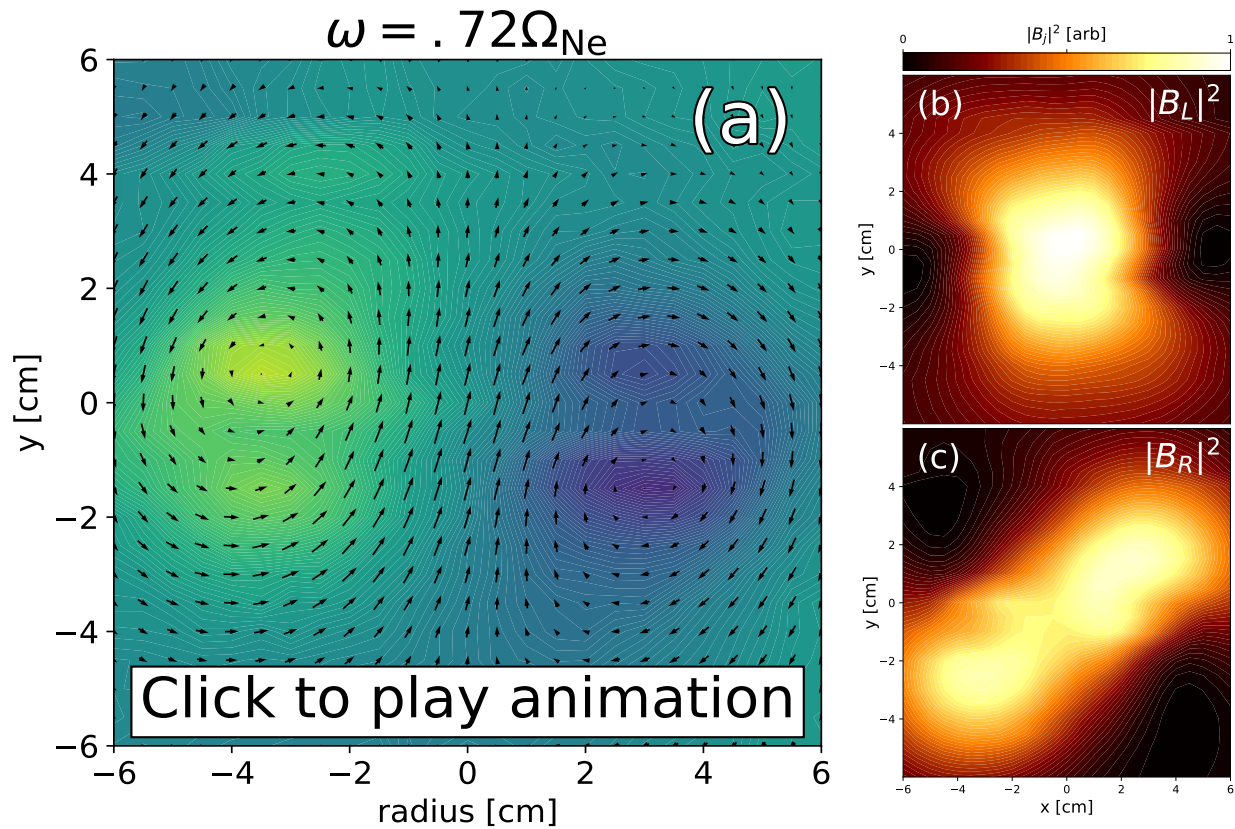 ω = .72Ω_Ne
(a)
6
4
2
0
−2
−4
−6
y [cm]
Click to play animation
−6 −4 −2 0 2 4 6
radius [cm]
|B_j|² [arb]
0 1
(b) |B_L|²
4
2
0
−2
−4
y [cm]
(c) |B_R|²
4
2
0
−2
−4
y [cm]
−6 −4 −2 0 2 4 6
x [cm]